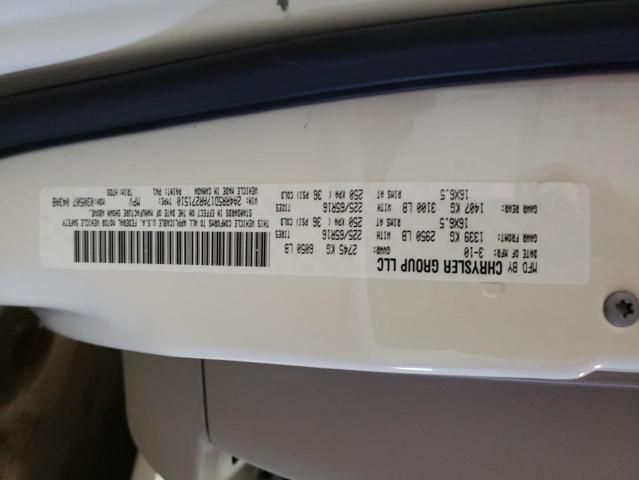 MFD BY CHRYSLER GROUP LLC
DATE OF MFR: 3-10 GVWR: 2745 KG 6050 LB
GAWR FRONT: 1339 KG 2950 LB WITH 225/65R16 TIRES
16X6.5 RIMS AT 250 KPA( 36 PSI) COLD
GAWR REAR: 1407 KG 3100 LB WITH 225/65R16 TIRES
16X6.5 RIMS AT 250 KPA( 36 PSI) COLD
THIS VEHICLE CONFORMS TO ALL APPLICABLE U.S.A. FEDERAL MOTOR VEHICLE SAFETY
STANDARDS IN EFFECT ON THE DATE OF MANUFACTURE SHOWN ABOVE.
VIN: 2A4RR5D17AR271510 TYPE: MPV MDH:030507 043AB
VEHICLE MADE IN CANADA PAINT: PW1 TRIM: